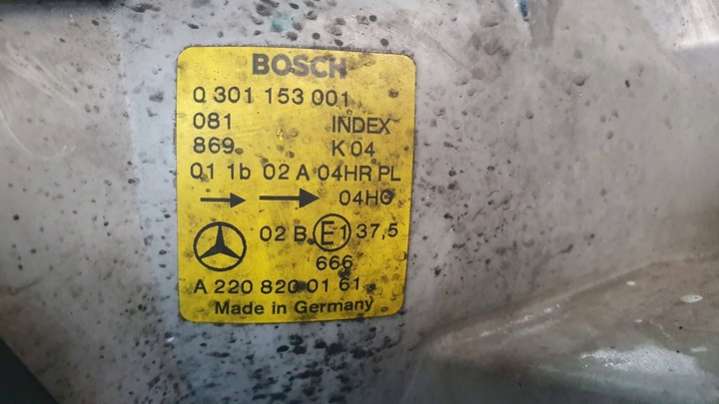 BOSCH
0 301 153 001
081 INDEX
869 K 04
01 1b 02 A 04HR PL
04HG
02 B E1 37,5
666
A 220 820 01 61
Made in Germany